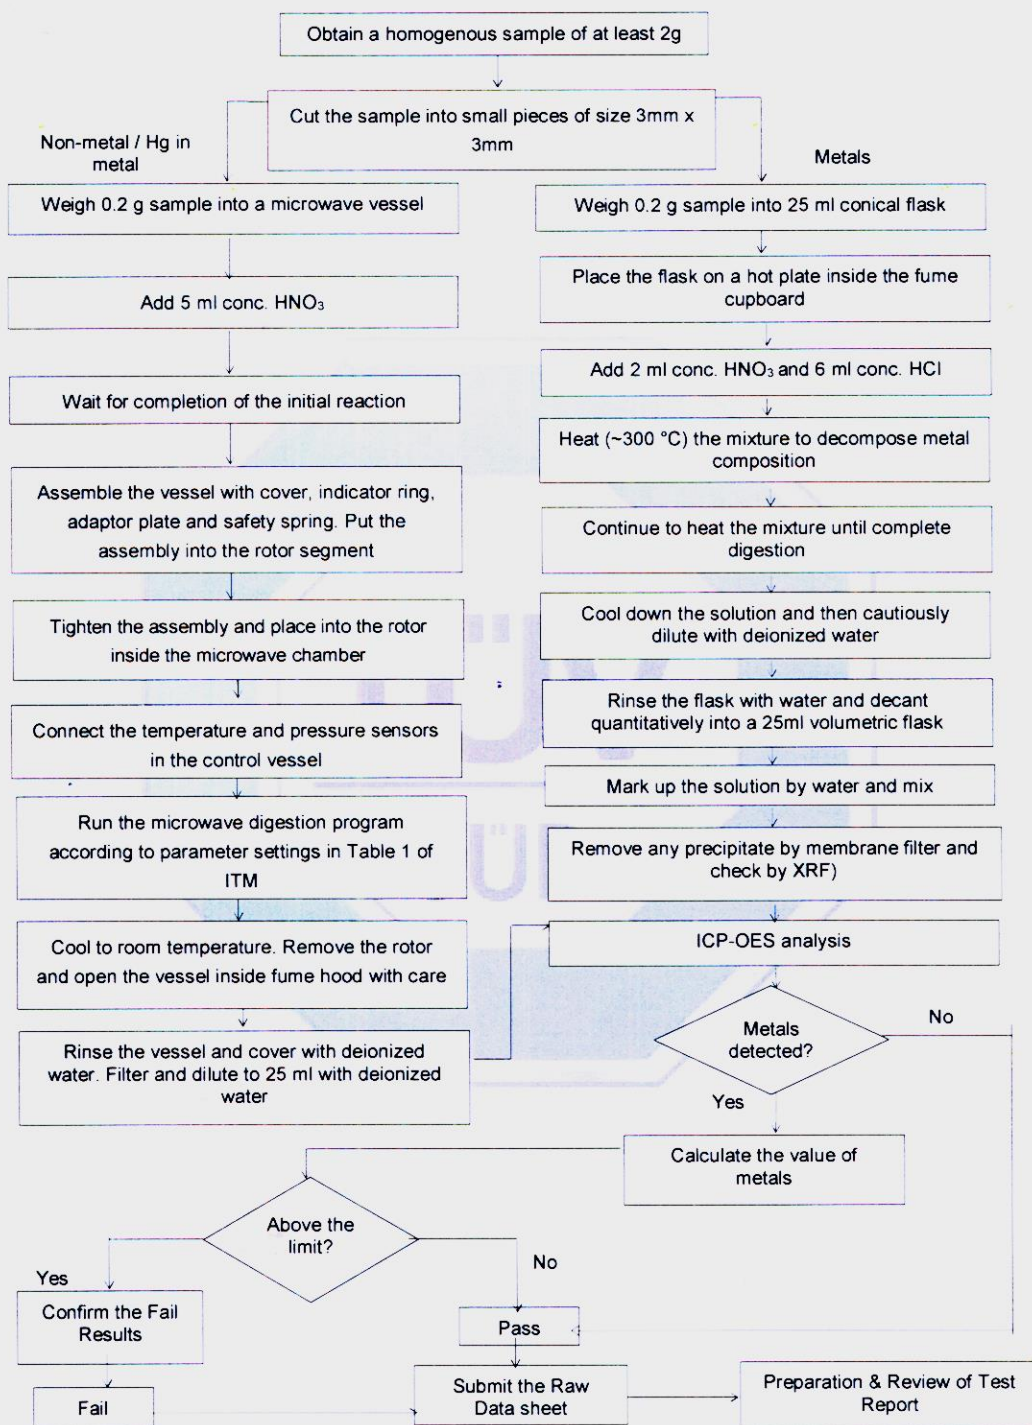 Obtain a homogenous sample of at least 2g
Cut the sample into small pieces of size 3mm x
3mm
Non-metal / Hg in
metal
Metals
Weigh 0.2 g sample into a microwave vessel
Add 5 ml conc. HNO₃
Wait for completion of the initial reaction
Assemble the vessel with cover, indicator ring,
adaptor plate and safety spring. Put the
assembly into the rotor segment
Tighten the assembly and place into the rotor
inside the microwave chamber
Connect the temperature and pressure sensors
in the control vessel
Run the microwave digestion program
according to parameter settings in Table 1 of
ITM
Cool to room temperature. Remove the rotor
and open the vessel inside fume hood with care
Rinse the vessel and cover with deionized
water. Filter and dilute to 25 ml with deionized
water
Weigh 0.2 g sample into 25 ml conical flask
Place the flask on a hot plate inside the fume
cupboard
Add 2 ml conc. HNO₃ and 6 ml conc. HCl
Heat (~300 °C) the mixture to decompose metal
composition
Continue to heat the mixture until complete
digestion
Cool down the solution and then cautiously
dilute with deionized water
Rinse the flask with water and decant
quantitatively into a 25ml volumetric flask
Mark up the solution by water and mix
Remove any precipitate by membrane filter and
check by XRF)
ICP-OES analysis
Metals
detected?
No
Yes
Calculate the value of
metals
Above the
limit?
Yes
No
Confirm the Fail
Results
Fail
Pass
Submit the Raw
Data sheet
Preparation & Review of Test
Report